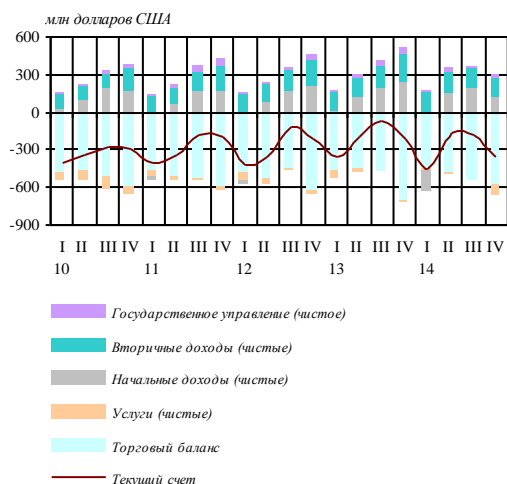 млн долларов США
600
300
0
-300
-600
-900
I II III IV I II III IV I II III IV I II III IV I II III IV
10 11 12 13 14
Государственное управление (чистое)
Вторичные доходы (чистые)
Начальные доходы (чистые)
Услуги (чистые)
Торговый баланс
Текущий счет